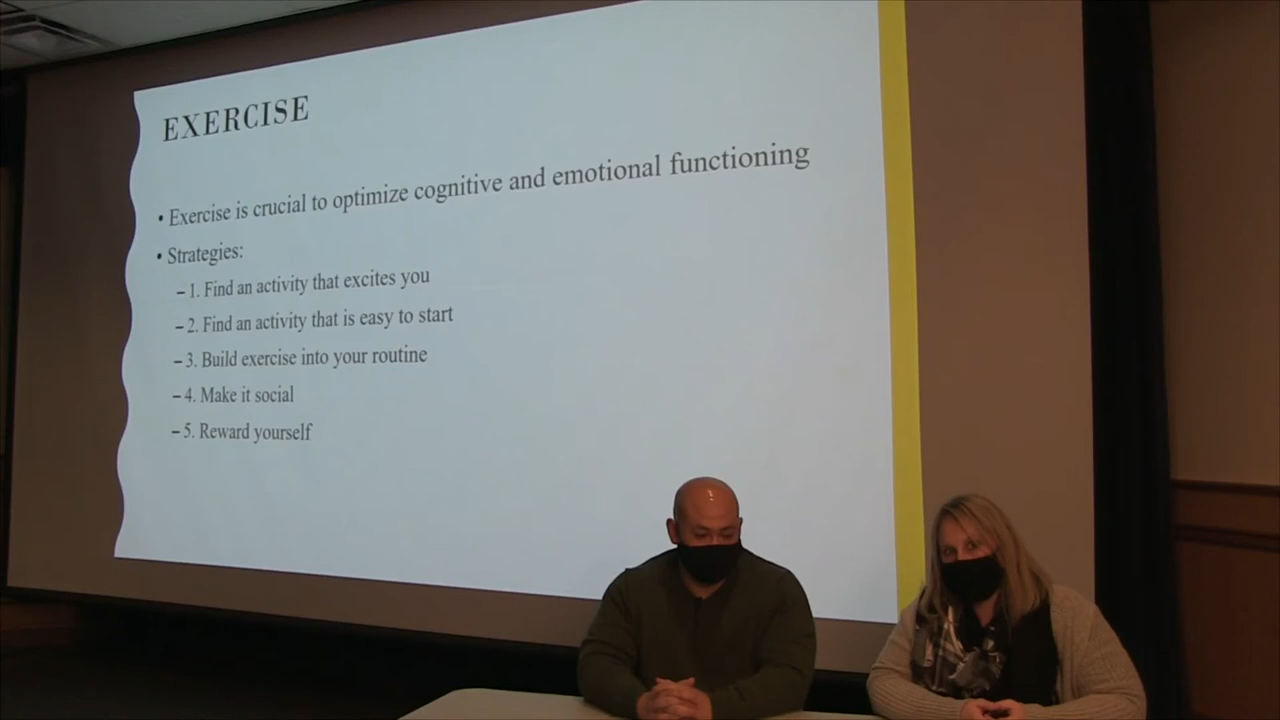 EXERCISE
• Exercise is crucial to optimize cognitive and emotional functioning
• Strategies:
– 1. Find an activity that excites you
– 2. Find an activity that is easy to start
– 3. Build exercise into your routine
– 4. Make it social
– 5. Reward yourself